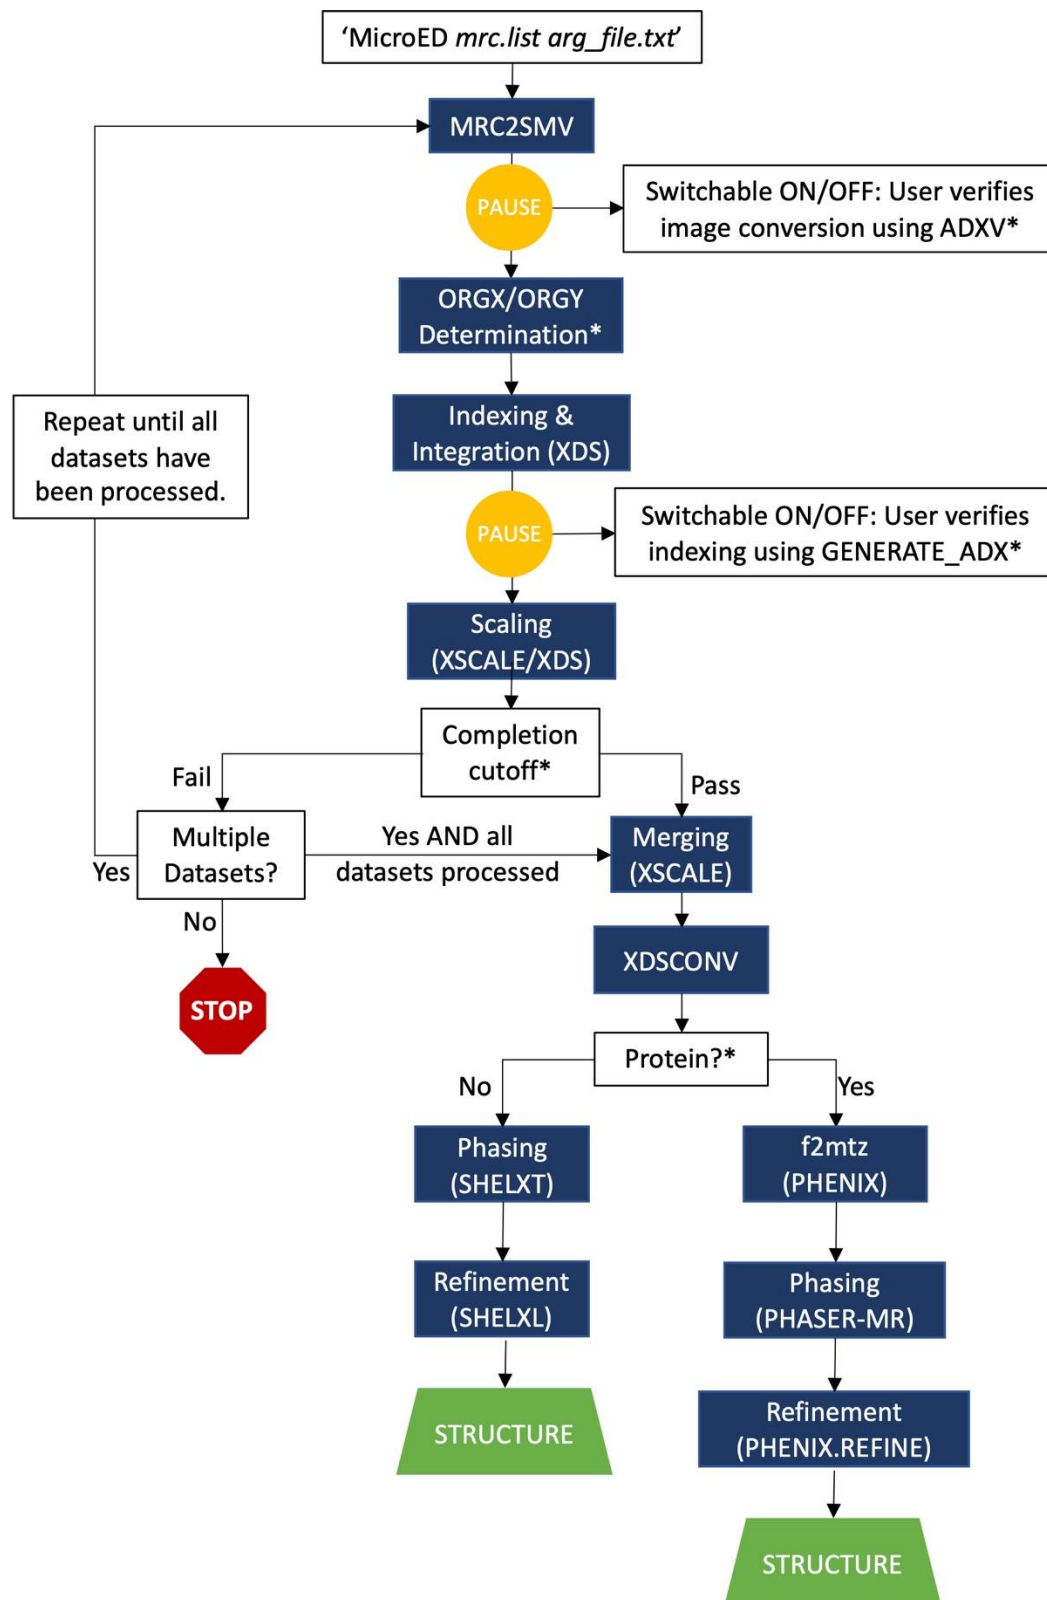 ‘MicroED mrc.list arg_file.txt’
MRC2SMV
PAUSE
Switchable ON/OFF: User verifies
image conversion using ADXV*
ORGX/ORGY
Determination*
Repeat until all
datasets have
been processed.
Indexing &
Integration (XDS)
PAUSE
Switchable ON/OFF: User verifies
indexing using GENERATE_ADX*
Scaling
(XSCALE/XDS)
Completion
cutoff*
Fail
Pass
Multiple
Datasets?
Yes
Yes AND all
datasets processed
Merging
(XSCALE)
No
STOP
XDSCONV
Protein?*
No
Yes
Phasing
(SHELXT)
f2mtz
(PHENIX)
Refinement
(SHELXL)
Phasing
(PHASER-MR)
STRUCTURE
Refinement
(PHENIX.REFINE)
STRUCTURE